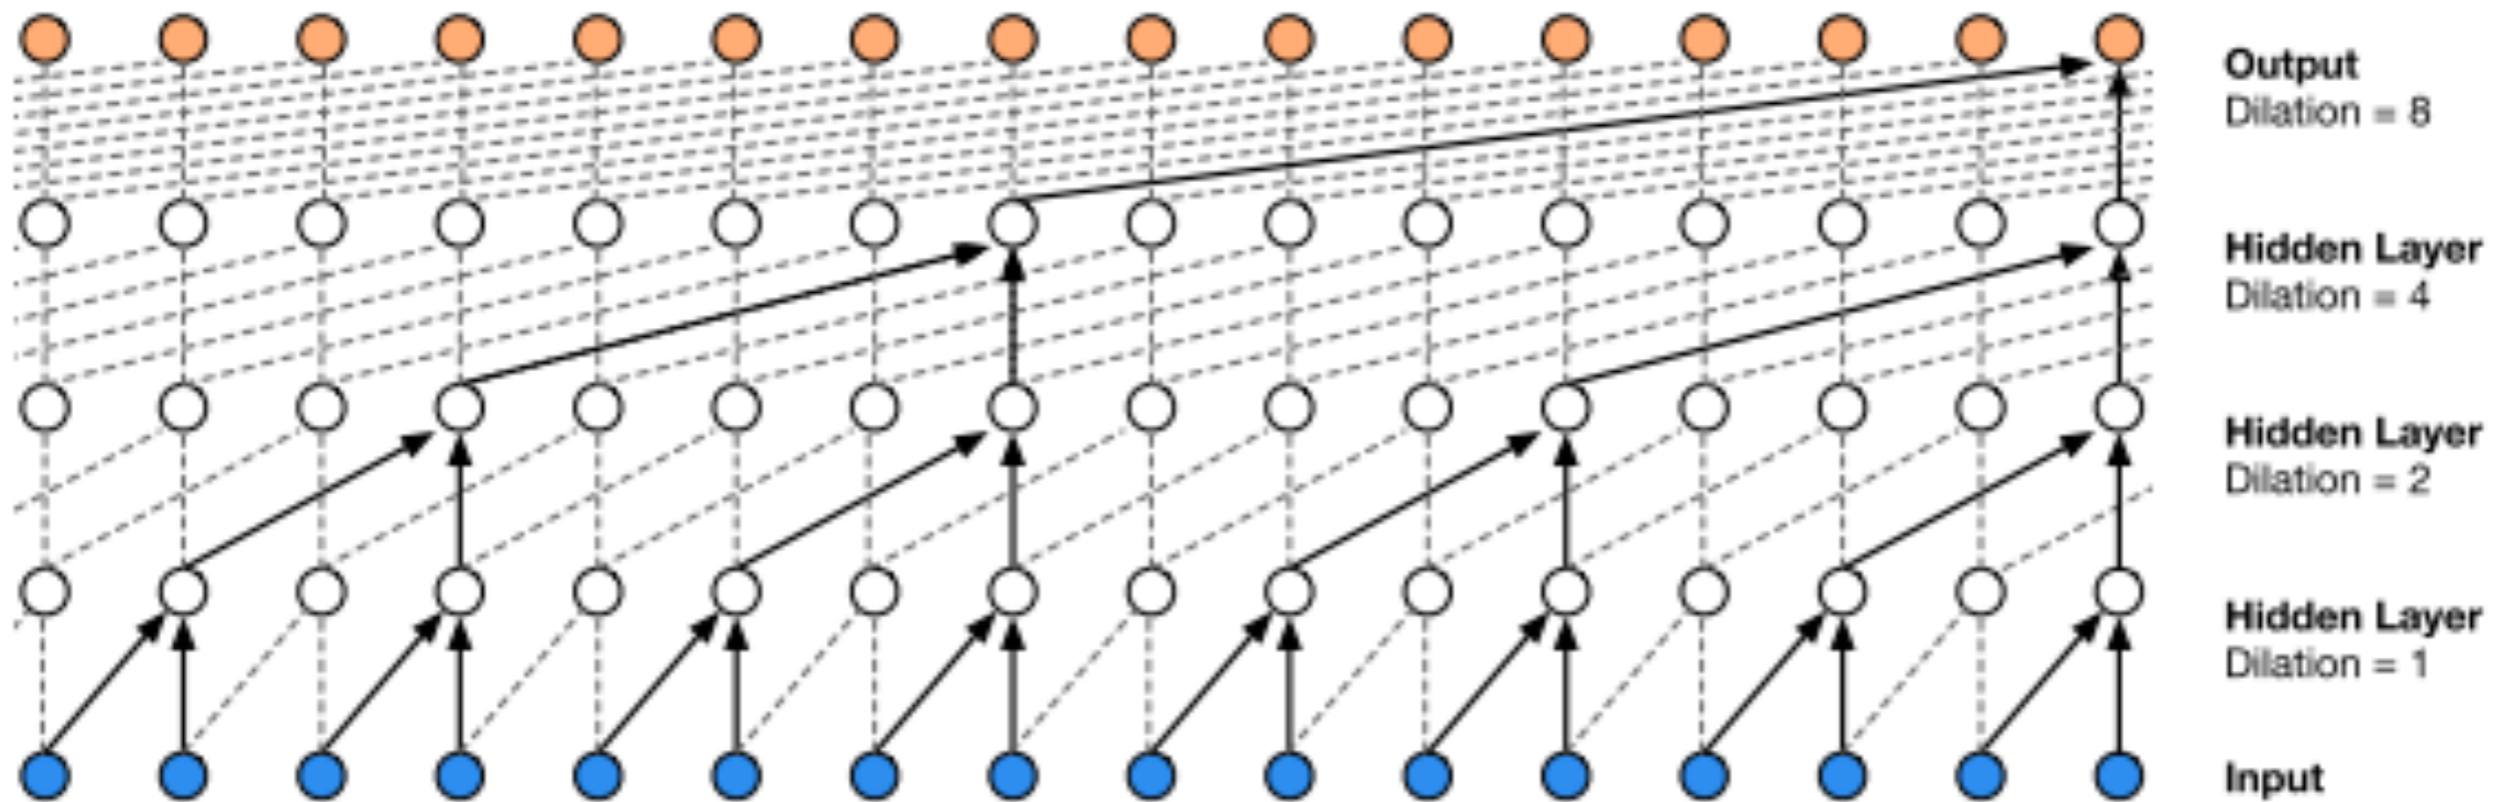 Output
Dilation = 8
Hidden Layer
Dilation = 4
Hidden Layer
Dilation = 2
Hidden Layer
Dilation = 1
Input